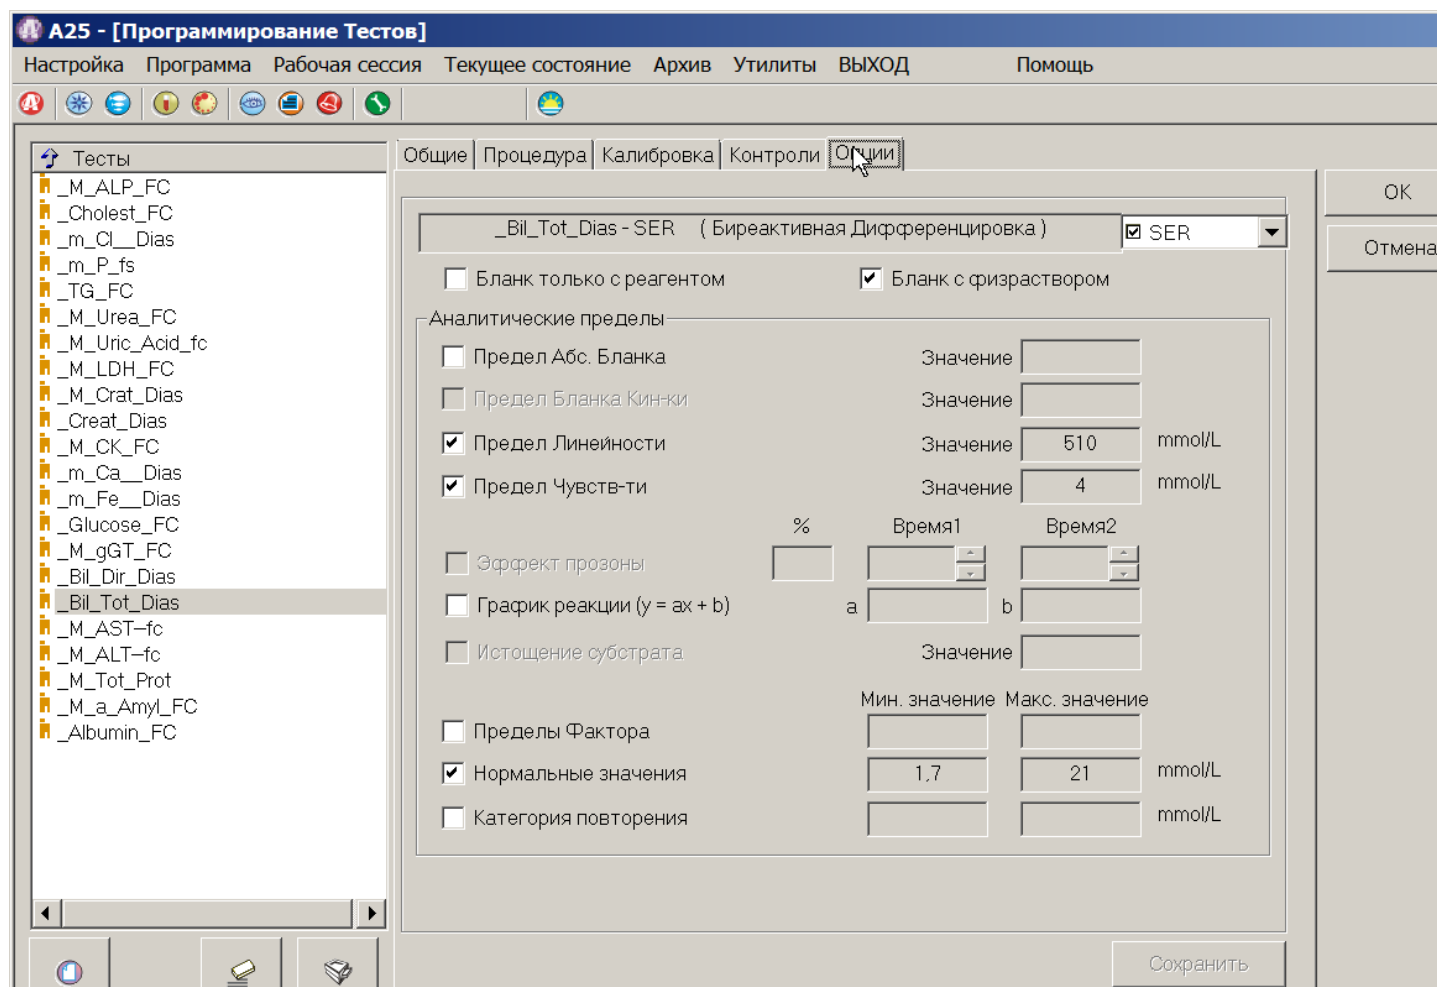 A25 - [Программирование Тестов]
Настройка Программа Рабочая сессия Текущее состояние Архив Утилиты ВЫХОД Помощь
Тесты
_M_ALP_FC
_Cholest_FC
_m_Cl__Dias
_m_P_fs
_TG_FC
_M_Urea_FC
_M_Uric_Acid_fc
_M_LDH_FC
_M_Crat_Dias
_Creat_Dias
_M_CK_FC
_m_Ca__Dias
_m_Fe__Dias
_Glucose_FC
_M_gGT_FC
_Bil_Dir_Dias
_Bil_Tot_Dias
_M_AST-fc
_M_ALT-fc
_M_Tot_Prot
_M_a_Amyl_FC
_Albumin_FC
Общие Процедура Калибровка Контроли Опции
_Bil_Tot_Dias - SER ( Биреактивная Дифференцировка ) SER
Бланк только с реагентом Бланк с физраствором
Аналитические пределы
Предел Абс. Бланка Значение
Предел Бланка Кин-ки Значение
Предел Линейности Значение 510 mmol/L
Предел Чувств-ти Значение 4 mmol/L
% Время1 Время2
Эффект прозоны
График реакции (y = ax + b) a b
Истощение субстрата Значение
Мин. значение Макс. значение
Пределы Фактора
Нормальные значения 1,7 21 mmol/L
Категория повторения mmol/L
Сохранить
OK
Отмена